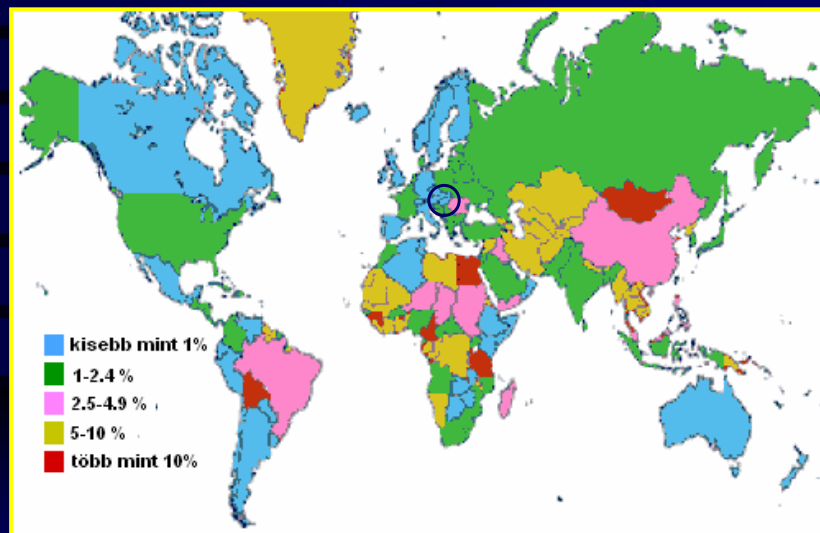 kisebb mint 1%
1-2.4 %
2.5-4.9 %
5-10 %
több mint 10%